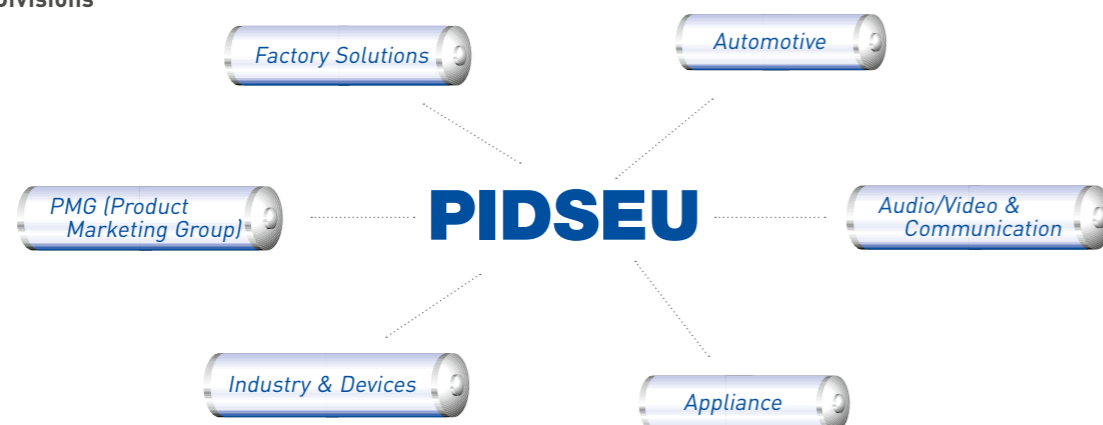 Divisions
Factory Solutions
Automotive
PMG (Product
Marketing Group)
PIDSEU
Audio/Video &
Communication
Industry & Devices
Appliance